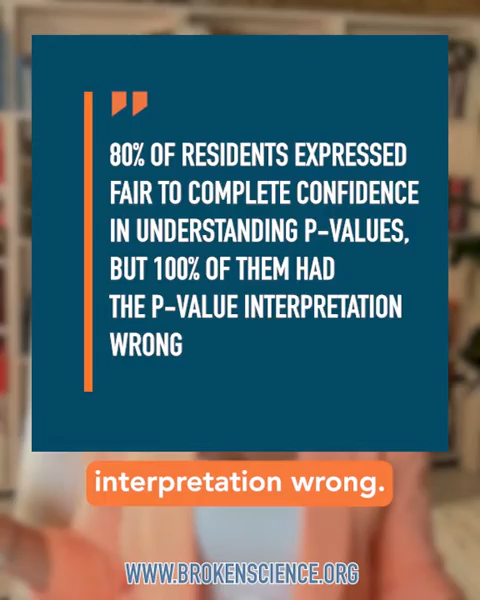 80% OF RESIDENTS EXPRESSED
FAIR TO COMPLETE CONFIDENCE
IN UNDERSTANDING P-VALUES,
BUT 100% OF THEM HAD
THE P-VALUE INTERPRETATION
WRONG
interpretation wrong.
WWW.BROKENSCIENCE.ORG